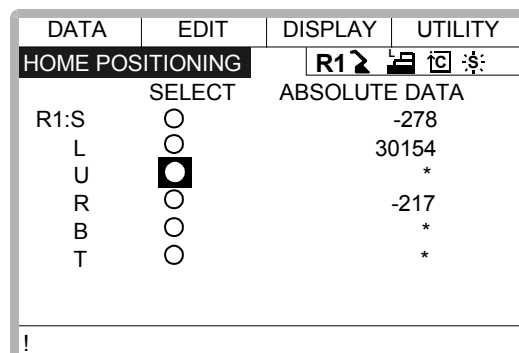 DATA EDIT DISPLAY UTILITY
HOME POSITIONING R1 L C S
SELECT ABSOLUTE DATA
R1:S -278
L 30154
U *
R -217
B *
T *
!